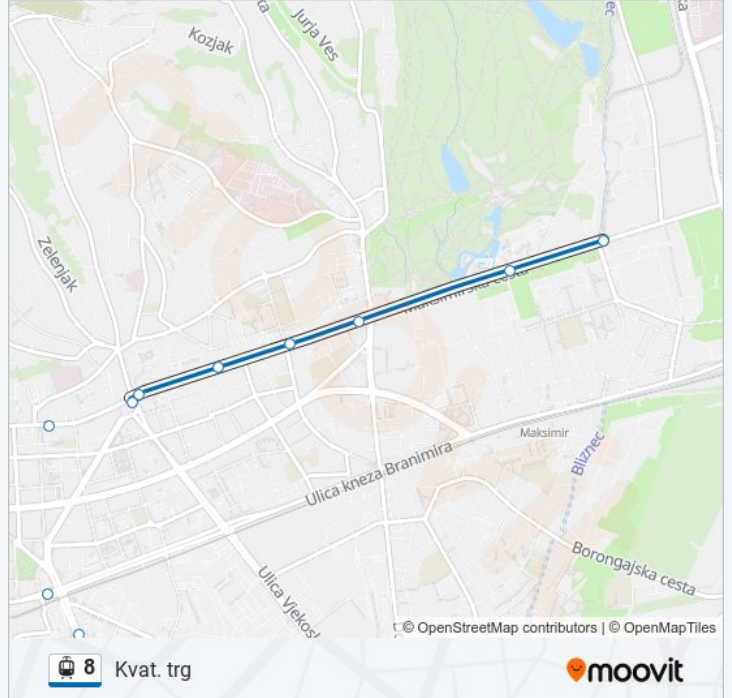 Kozjak
Jurja Ves
Zelenjak
Maksimirska cesta
Maksimir
Bliznec
Ulica kneza Branimira
Borongajska cesta
Ulica Vjekosl
© OpenStreetMap contributors | © OpenMapTiles
8 Kvat. trg
moovit